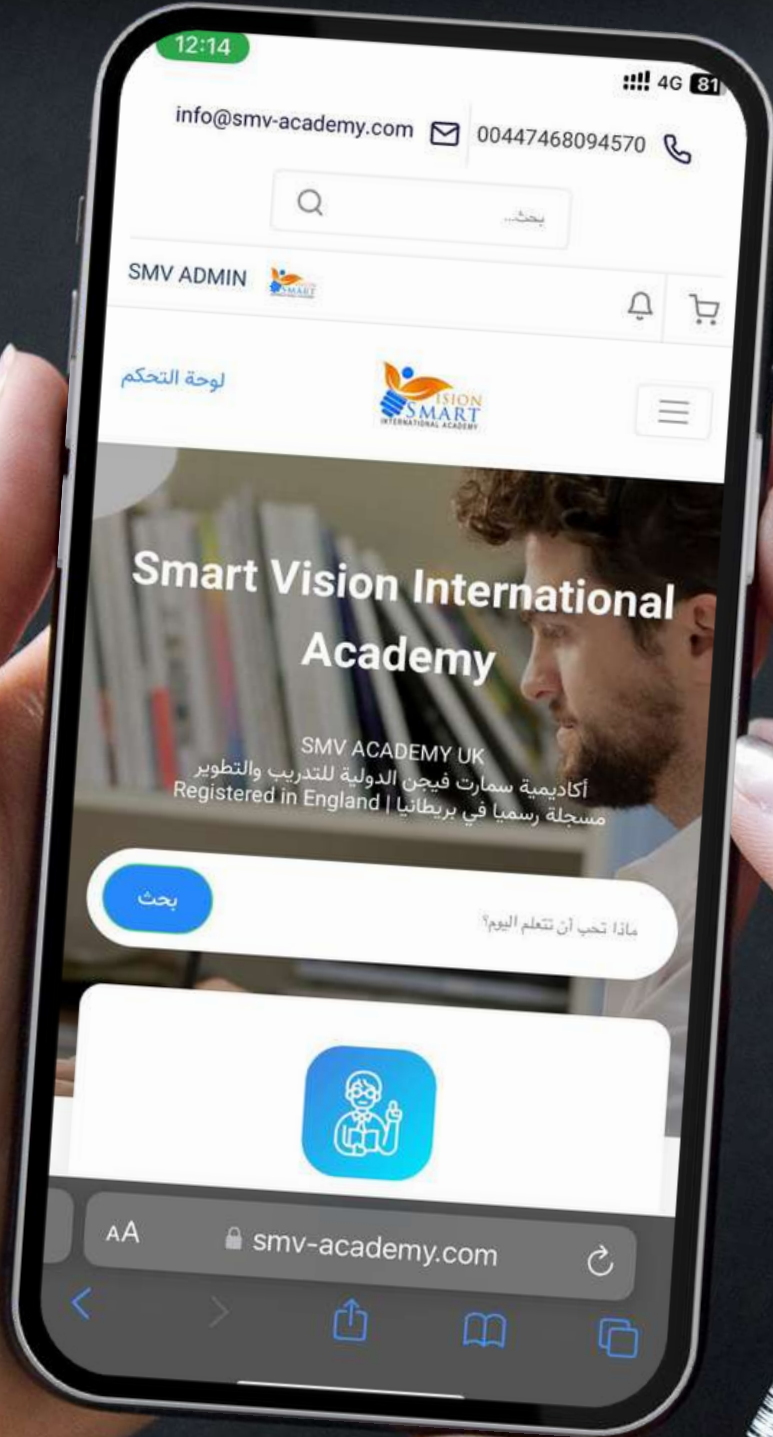 12:14
4G 81
info@smv-academy.com 00447468094570
بحث...
SMV ADMIN
SMART
لوحة التحكم
VISION
SMART
INTERNATIONAL ACADEMY
Smart Vision International
Academy
SMV ACADEMY UK
أكاديمية سمارت فيجن الدولية للتدريب والتطوير
مسجلة رسميا في بريطانيا | Registered in England
ماذا تحب أن تتعلم اليوم؟
بحث
AA smv-academy.com